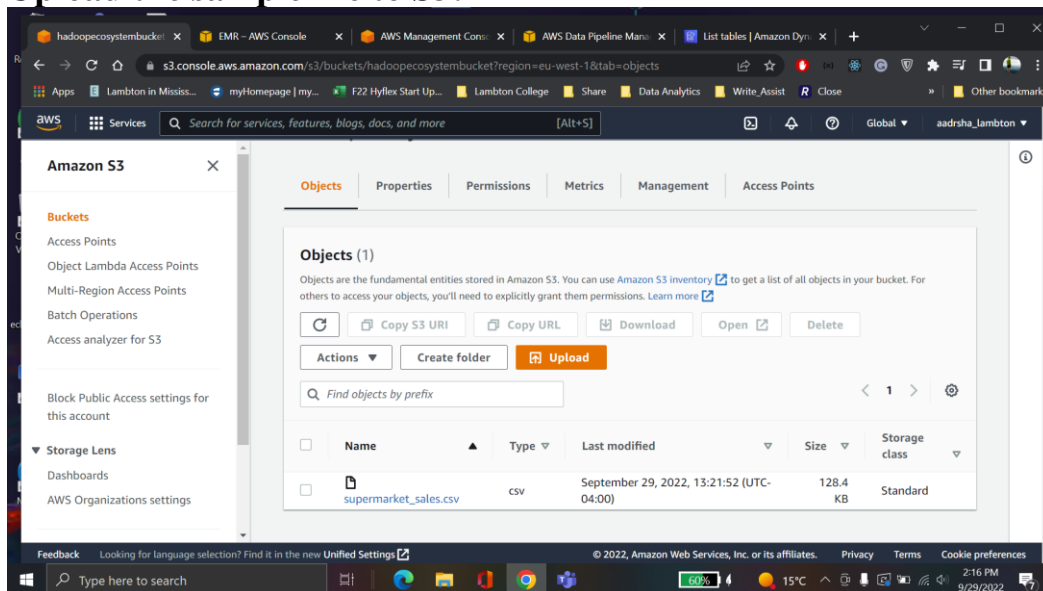 hadoopecosystembucket
EMR – AWS Console
AWS Management Conso
AWS Data Pipeline Mana
List tables | Amazon Dyn
s3.console.aws.amazon.com/s3/buckets/hadoopecosystembucket?region=eu-west-1&tab=objects
Apps
Lambton in Mississ...
myHomepage | my...
F22 Hyflex Start Up...
Lambton College
Share
Data Analytics
Write_Assist
Close
»
Other bookmark
aws
Services
Search for services, features, blogs, docs, and more
[Alt+S]
Global ▼
aadrsha_lambton ▼
Amazon S3
Buckets
Access Points
Object Lambda Access Points
Multi-Region Access Points
Batch Operations
Access analyzer for S3
Block Public Access settings for
this account
▼ Storage Lens
Dashboards
AWS Organizations settings
Objects
Properties
Permissions
Metrics
Management
Access Points
Objects (1)
Objects are the fundamental entities stored in Amazon S3. You can use Amazon S3 inventory to get a list of all objects in your bucket. For
others to access your objects, you'll need to explicitly grant them permissions. Learn more
Copy S3 URI
Copy URL
Download
Open
Delete
Actions ▼
Create folder
Upload
Find objects by prefix
< 1 >
Name
Type
Last modified
Size
Storage
class
supermarket_sales.csv
csv
September 29, 2022, 13:21:52 (UTC-
04:00)
128.4
KB
Standard
Feedback
Looking for language selection? Find it in the new Unified Settings
© 2022, Amazon Web Services, Inc. or its affiliates.
Privacy
Terms
Cookie preferences
Type here to search
60%
15°C
2:16 PM
9/29/2022
7